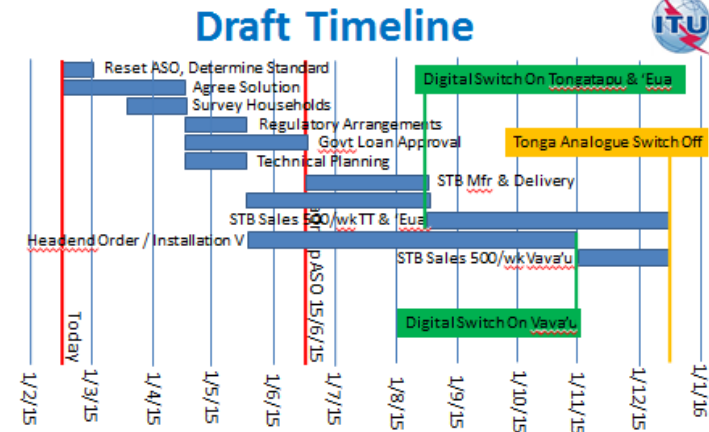 Draft Timeline
ITU
Reset ASO, Determine Standard
Agree Solution
Survey Households
Regulatory Arrangements
Govt Loan Approval
Technical Planning
STB Mfr & Delivery
STB Sales 500/wk TT & 'Eua
Headend Order / Installation V
STB Sales 500/wk Vava'u
Digital Switch On Tongatapu & 'Eua
Tonga Analogue Switch Off
Digital Switch On Vava'u
Today
ASO 15/6/15
1/2/15
1/3/15
1/4/15
1/5/15
1/6/15
1/7/15
1/8/15
1/9/15
1/10/15
1/11/15
1/12/15
1/1/16